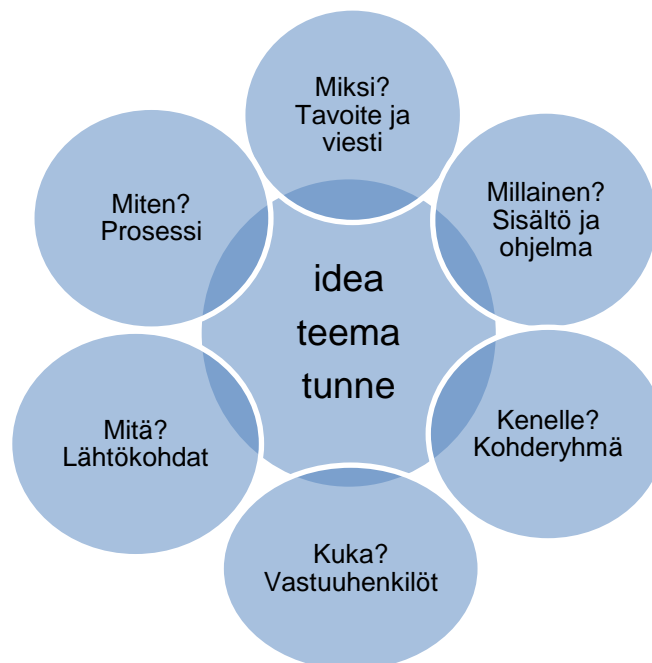 Miksi?
Tavoite ja
viesti
Millainen?
Sisältö ja
ohjelma
Kenelle?
Kohderyhmä
Kuka?
Vastuuhenkilöt
Mitä?
Lähtökohdat
Miten?
Prosessi
idea
teema
tunne